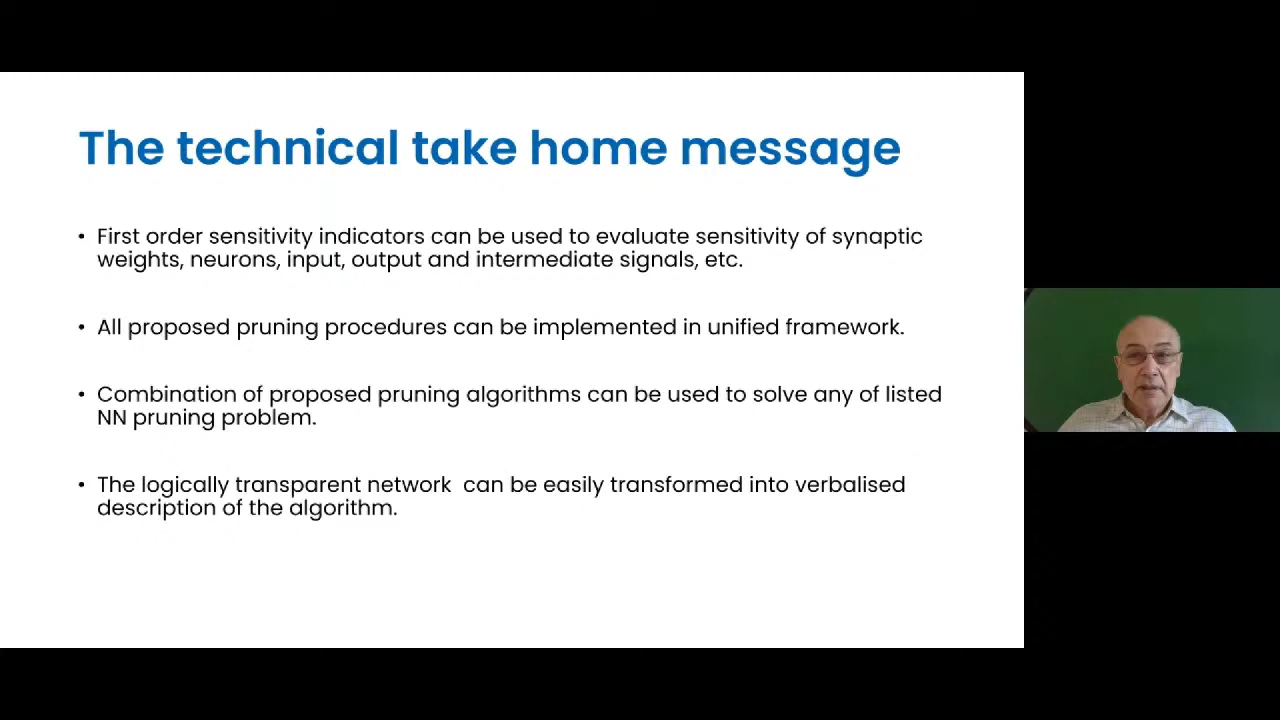 The technical take home message
• First order sensitivity indicators can be used to evaluate sensitivity of synaptic
weights, neurons, input, output and intermediate signals, etc.
• All proposed pruning procedures can be implemented in unified framework.
• Combination of proposed pruning algorithms can be used to solve any of listed
NN pruning problem.
• The logically transparent network  can be easily transformed into verbalised
description of the algorithm.